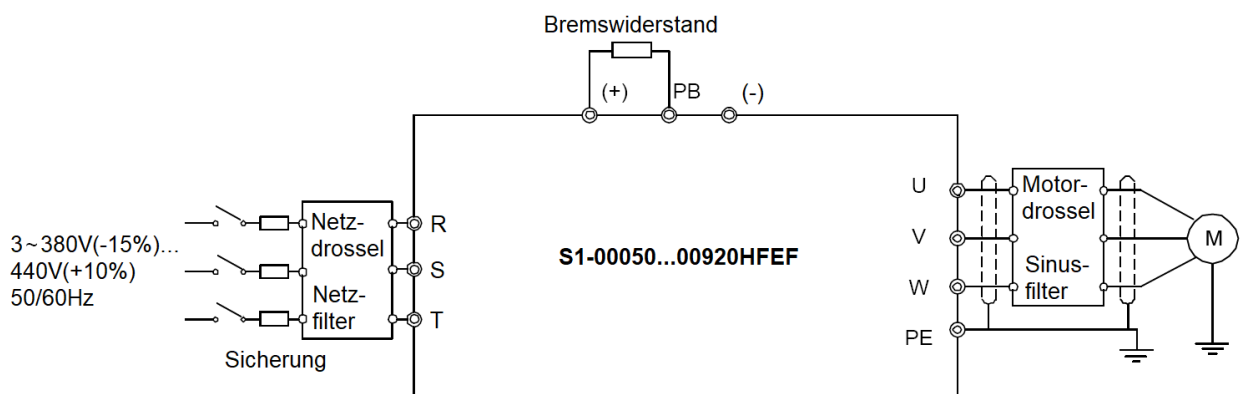 Bremswiderstand
(+)
PB
(-)
3~380V(-15%)...
440V(+10%)
50/60Hz
Sicherung
Netz-
drossel
Netz-
filter
R
S
T
S1-00050...00920HFEF
U
V
W
PE
Motor-
drossel
Sinus-
filter
M